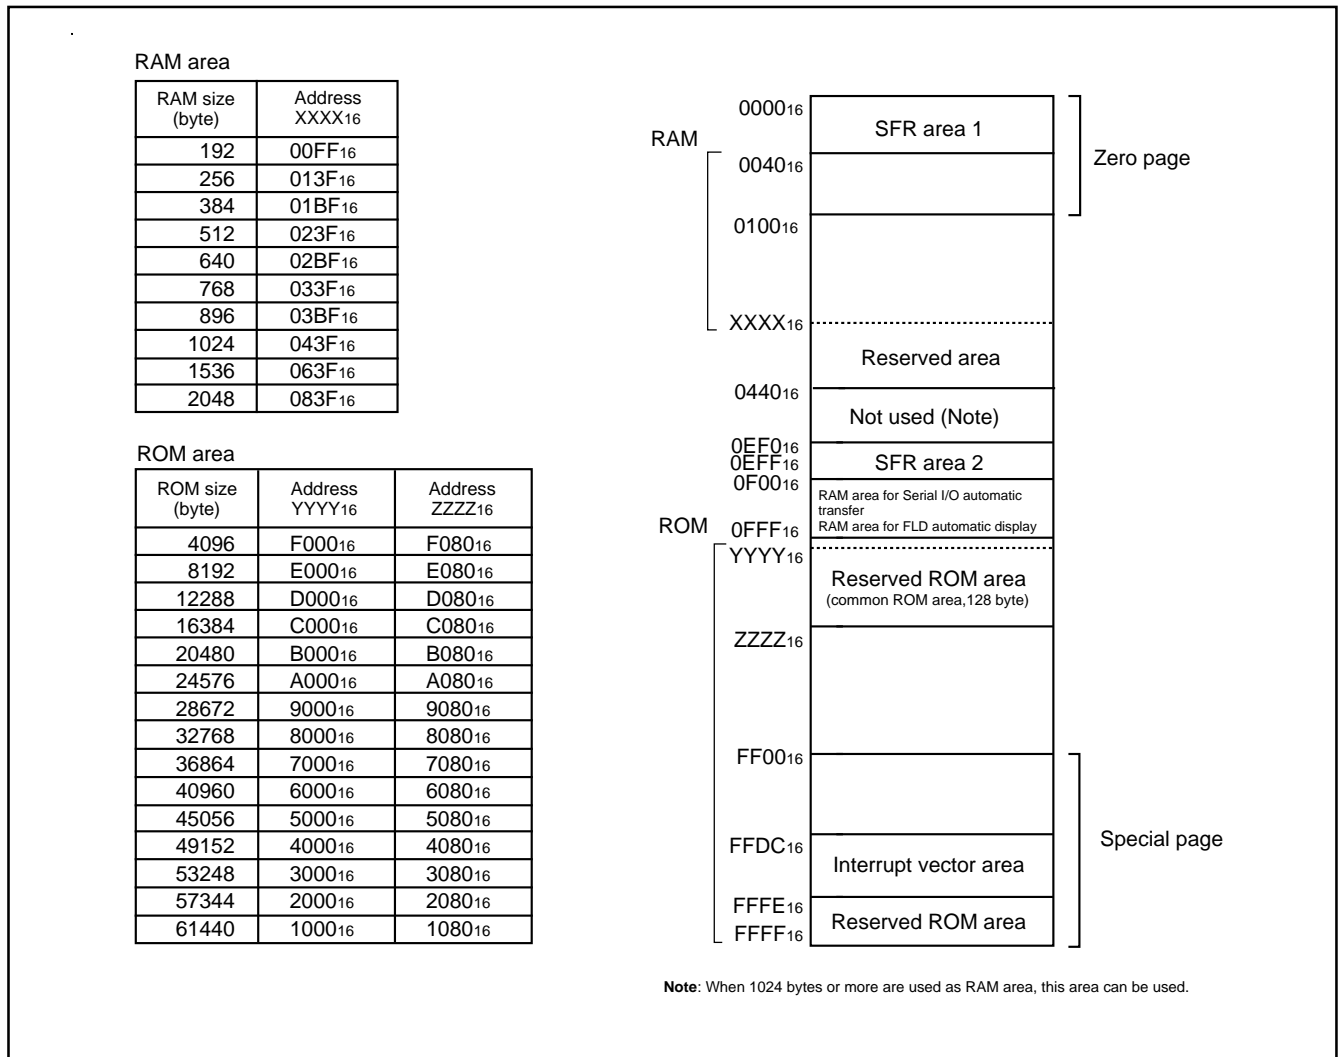 RAM area
RAM size (byte) Address XXXX16
192 00FF16
256 013F16
384 01BF16
512 023F16
640 02BF16
768 033F16
896 03BF16
1024 043F16
1536 063F16
2048 083F16
ROM area
ROM size (byte) Address YYYY16 Address ZZZZ16
4096 F00016 F08016
8192 E00016 E08016
12288 D00016 D08016
16384 C00016 C08016
20480 B00016 B08016
24576 A00016 A08016
28672 900016 908016
32768 800016 808016
36864 700016 708016
40960 600016 608016
45056 500016 508016
49152 400016 408016
53248 300016 308016
57344 200016 208016
61440 100016 108016
000016
SFR area 1
RAM
004016
Zero page
010016
XXXX16
Reserved area
044016
Not used (Note)
0EF016
0EFF16
SFR area 2
0F0016
RAM area for Serial I/O automatic
transfer
RAM area for FLD automatic display
ROM
0FFF16
YYYY16
Reserved ROM area
(common ROM area,128 byte)
ZZZZ16
FF0016
FFDC16
Special page
Interrupt vector area
FFFE16
Reserved ROM area
FFFF16
Note: When 1024 bytes or more are used as RAM area, this area can be used.